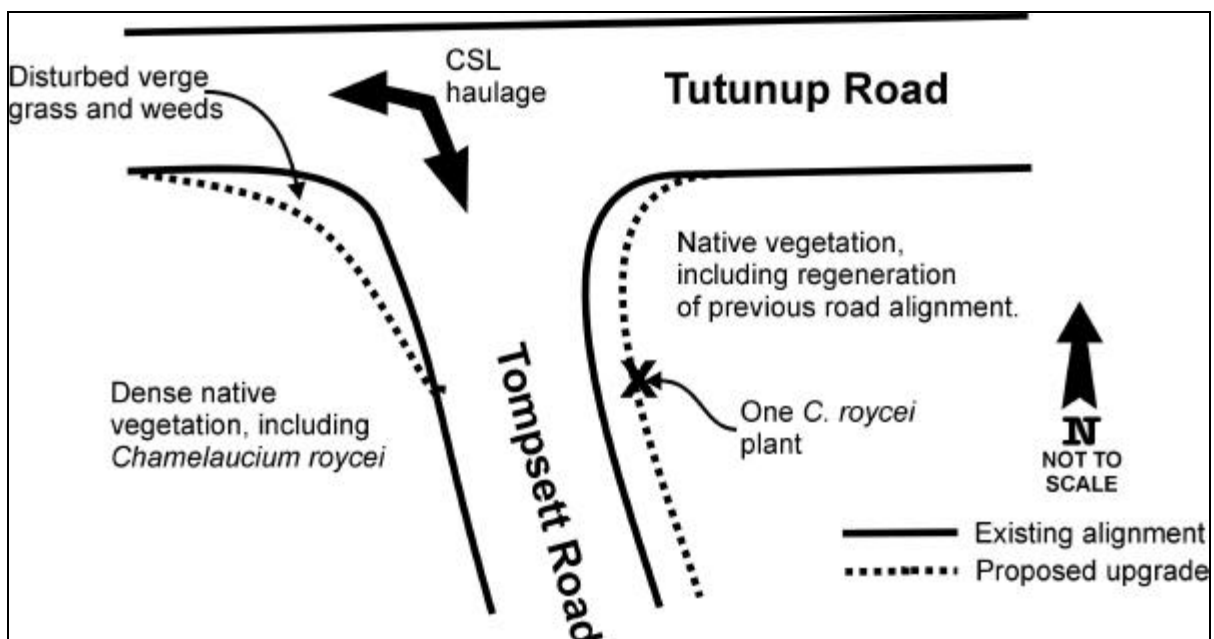 Disturbed verge
grass and weeds
CSL
haulage
Tutunup Road
Native vegetation,
including regeneration
of previous road alignment.
Dense native
vegetation, including
Chamelaucium roycei
Tompsett Road
One C. roycei
plant
N
NOT TO
SCALE
Existing alignment
Proposed upgrade